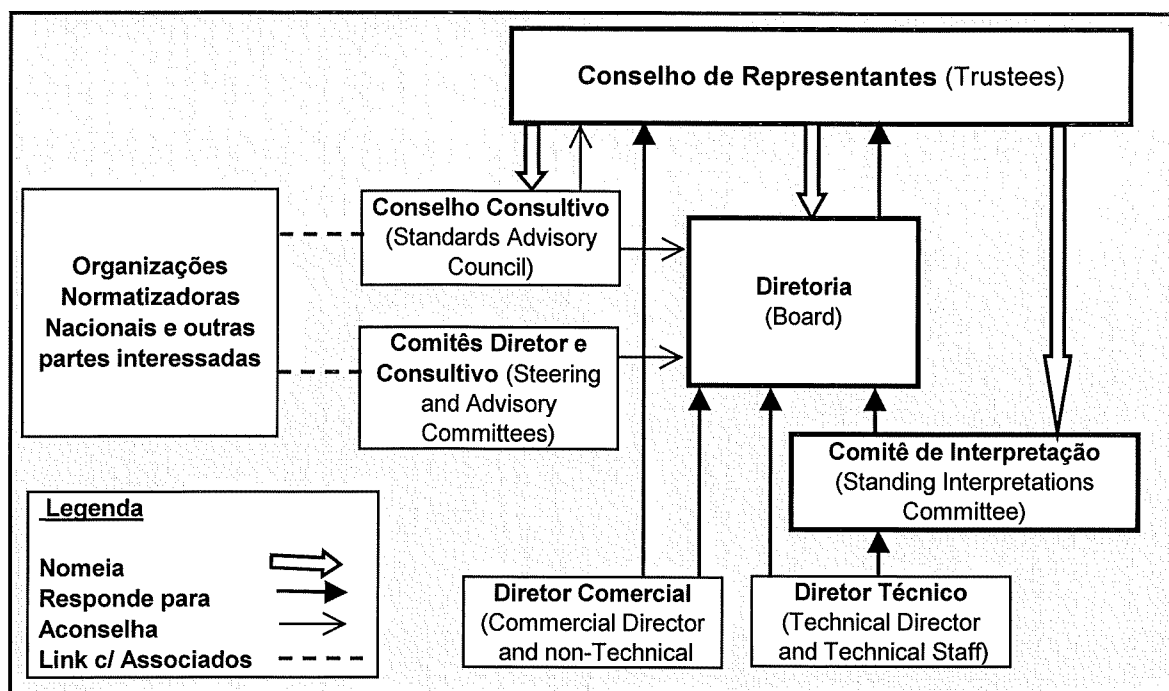 Conselho de Representantes (Trustees)
Conselho Consultivo
(Standards Advisory
Council)
Organizações
Normatizadoras
Nacionais e outras
partes interessadas
Diretoria
(Board)
Comitês Diretor e
Consultivo (Steering
and Advisory
Committees)
Comitê de Interpretação
(Standing Interpretations
Committee)
Legenda
Nomeia
Responde para
Aconselha
Link c/ Associados
Diretor Comercial
(Commercial Director
and non-Technical
Diretor Técnico
(Technical Director
and Technical Staff)